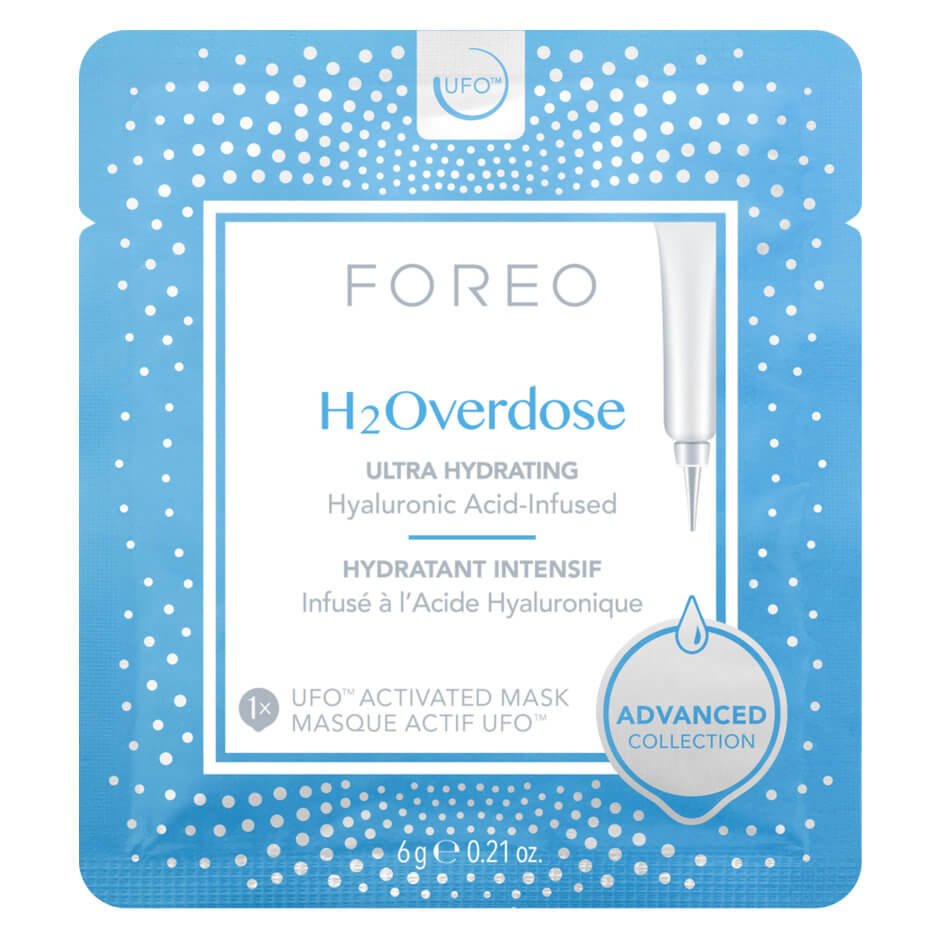 UFO™
FOREO
H2Overdose
ULTRA HYDRATING
Hyaluronic Acid-Infused
HYDRATANT INTENSIF
Infusé à l'Acide Hyaluronique
1x
UFO™ ACTIVATED MASK
MASQUE ACTIF UFO™
ADVANCED
COLLECTION
6 g ℮ 0.21 oz.